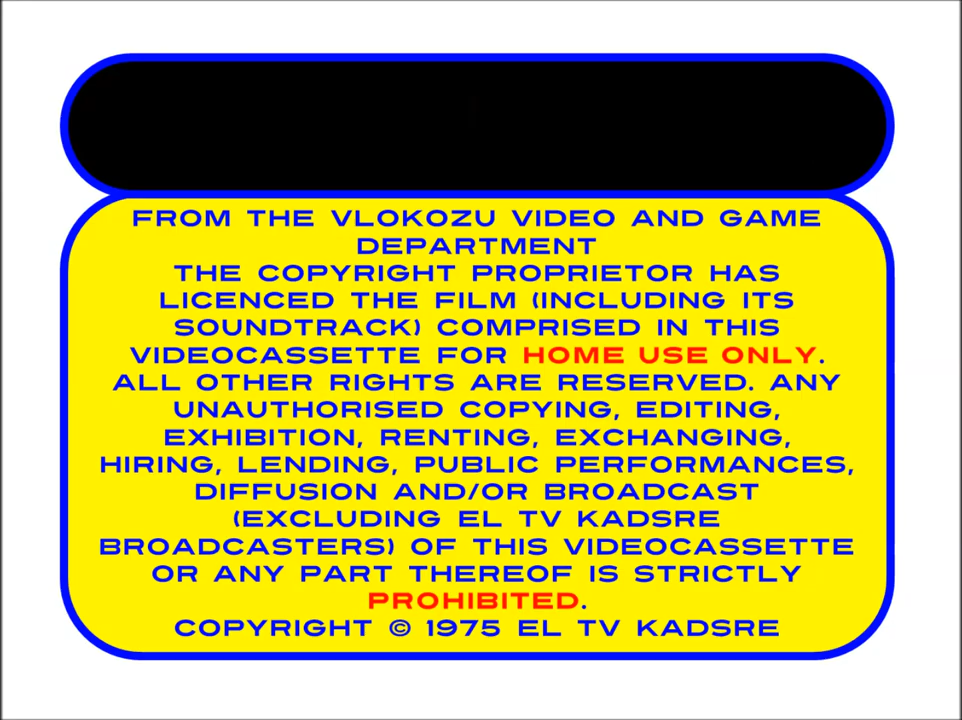 FROM THE VLOKOZU VIDEO AND GAME
DEPARTMENT
THE COPYRIGHT PROPRIETOR HAS
LICENCED THE FILM (INCLUDING ITS
SOUNDTRACK) COMPRISED IN THIS
VIDEOCASSETTE FOR HOME USE ONLY.
ALL OTHER RIGHTS ARE RESERVED. ANY
UNAUTHORISED COPYING, EDITING,
EXHIBITION, RENTING, EXCHANGING,
HIRING, LENDING, PUBLIC PERFORMANCES,
DIFFUSION AND/OR BROADCAST
(EXCLUDING EL TV KADSRE
BROADCASTERS) OF THIS VIDEOCASSETTE
OR ANY PART THEREOF IS STRICTLY
PROHIBITED.
COPYRIGHT © 1975 EL TV KADSRE